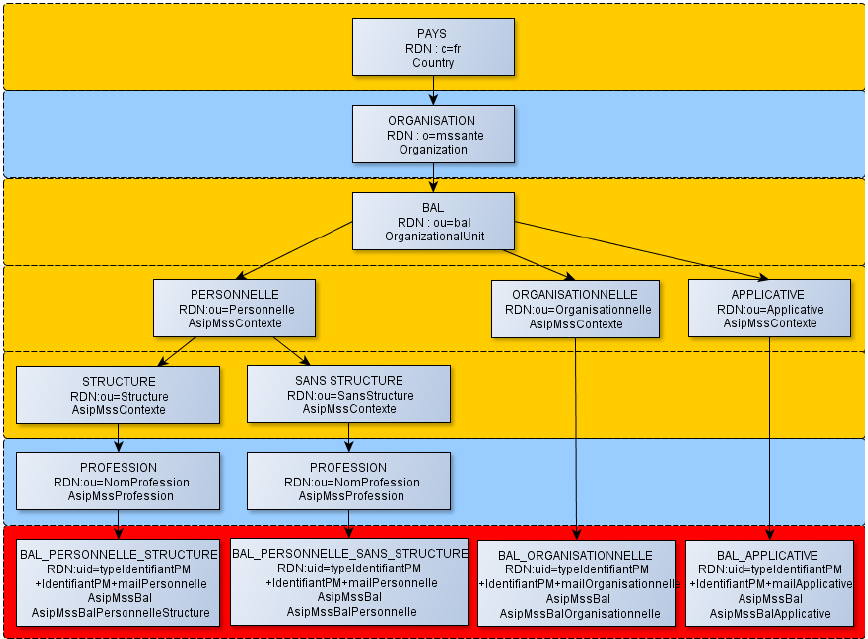 PAYS
RDN : c=fr
Country
ORGANISATION
RDN : o=mssante
Organization
BAL
RDN : ou=bal
OrganizationalUnit
PERSONNELLE
RDN:ou=Personnelle
AsipMssContexte
ORGANISATIONNELLE
RDN:ou=Organisationnelle
AsipMssContexte
APPLICATIVE
RDN:ou=Applicative
AsipMssContexte
STRUCTURE
RDN:ou=Structure
AsipMssContexte
SANS STRUCTURE
RDN:ou=SansStructure
AsipMssContexte
PROFESSION
RDN:ou=NomProfession
AsipMssProfession
PROFESSION
RDN:ou=NomProfession
AsipMssProfession
BAL_PERSONNELLE_STRUCTURE
RDN:uid=typeIdentifiantPM
+IdentifiantPM+mailPersonnelle
AsipMssBal
AsipMssBalPersonnelleStructure
BAL_PERSONNELLE_SANS_STRUCTURE
RDN:uid=typeIdentifiantPM
+IdentifiantPM+mailPersonnelle
AsipMssBal
AsipMssBalPersonnelle
BAL_ORGANISATIONNELLE
RDN:uid=typeIdentifiantPM
+IdentifiantPM+mailOrganisationnelle
AsipMssBal
AsipMssBalOrganisationnelle
BAL_APPLICATIVE
RDN:uid=typeIdentifiantPM
+IdentifiantPM+mailApplicative
AsipMssBal
AsipMssBalApplicative